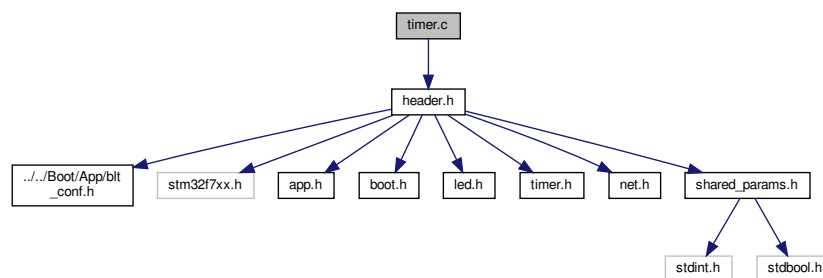 timer.c
header.h
../../Boot/App/blt
_conf.h
stm32f7xx.h
app.h
boot.h
led.h
timer.h
net.h
shared_params.h
stdint.h
stdbool.h